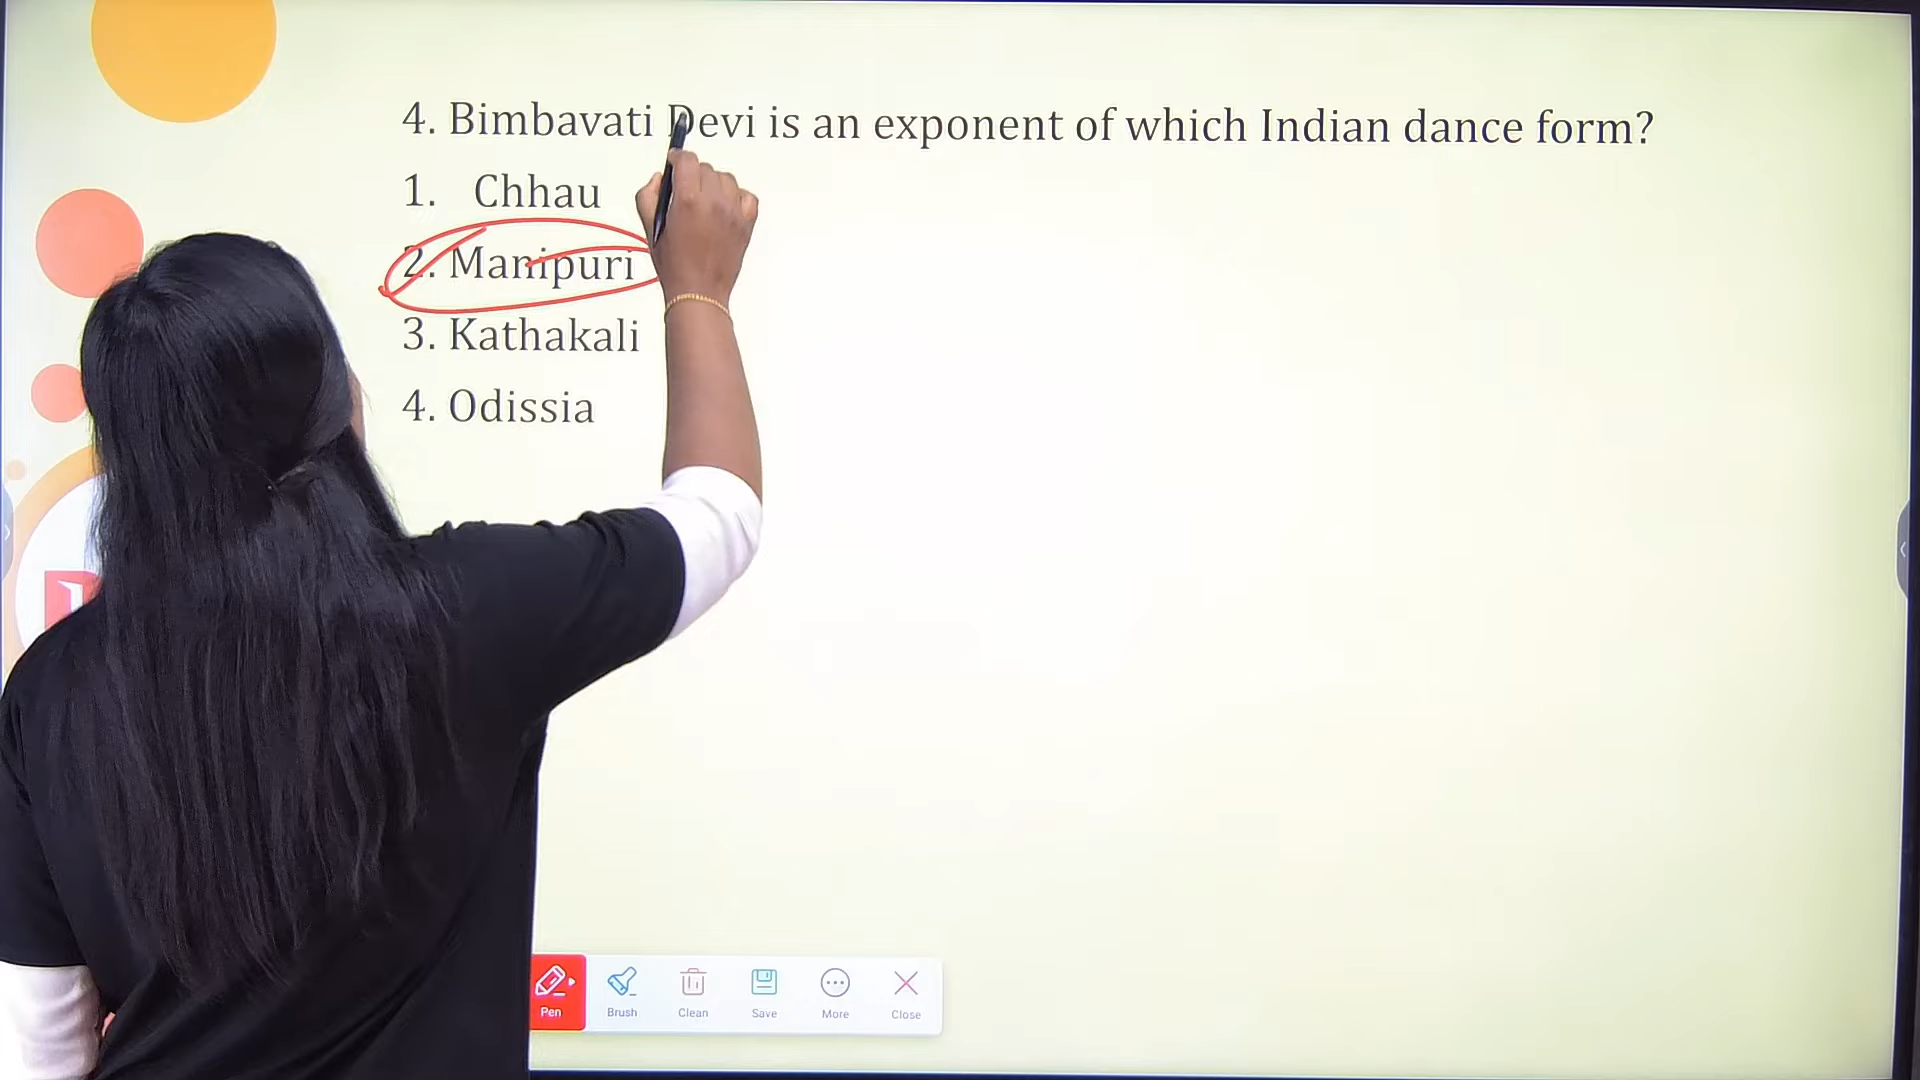 4. Bimbavati Devi is an exponent of which Indian dance form?
1. Chhau
2. Manipuri
3. Kathakali
4. Odissia
Pen Brush Clean Save More Close